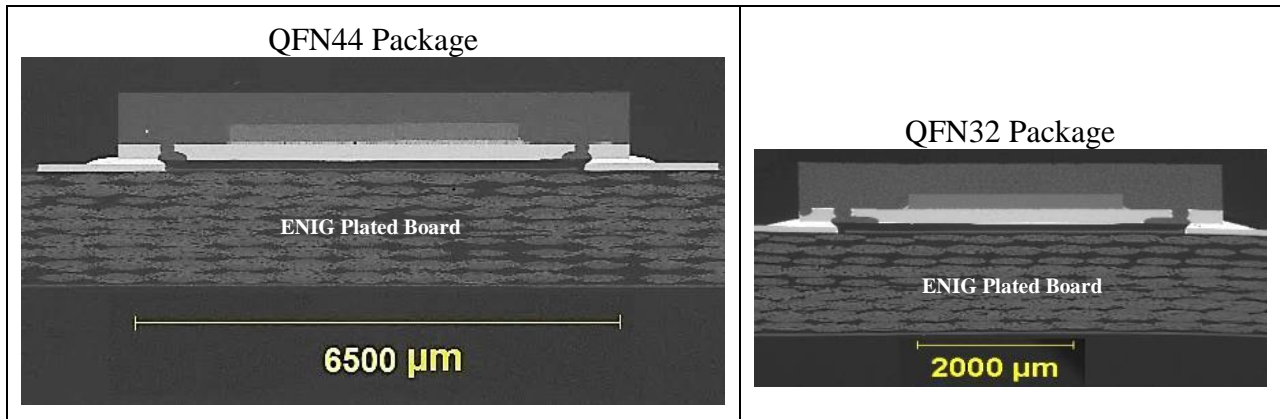 QFN44 Package
ENIG Plated Board
6500 µm
QFN32 Package
ENIG Plated Board
2000 µm